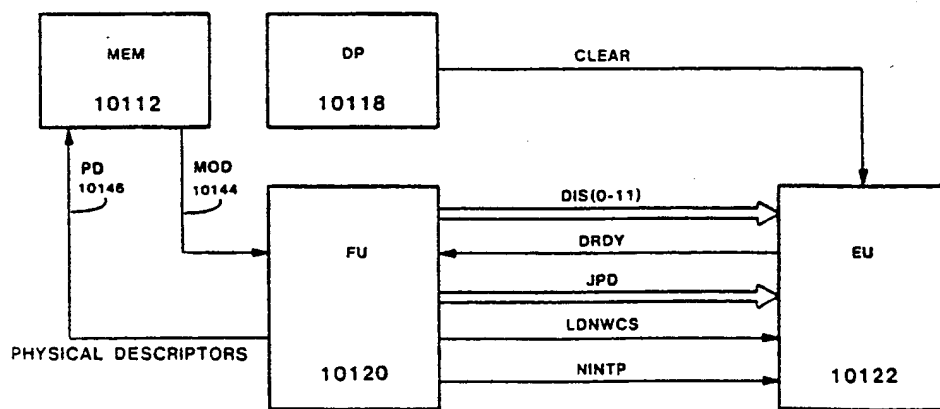 MEM
10112
DP
10118
CLEAR
PD
10146
MOD
10144
DIS(0-11)
FU
DRDY
EU
JPD
LDNWCS
PHYSICAL DESCRIPTORS
10120
NINTP
10122